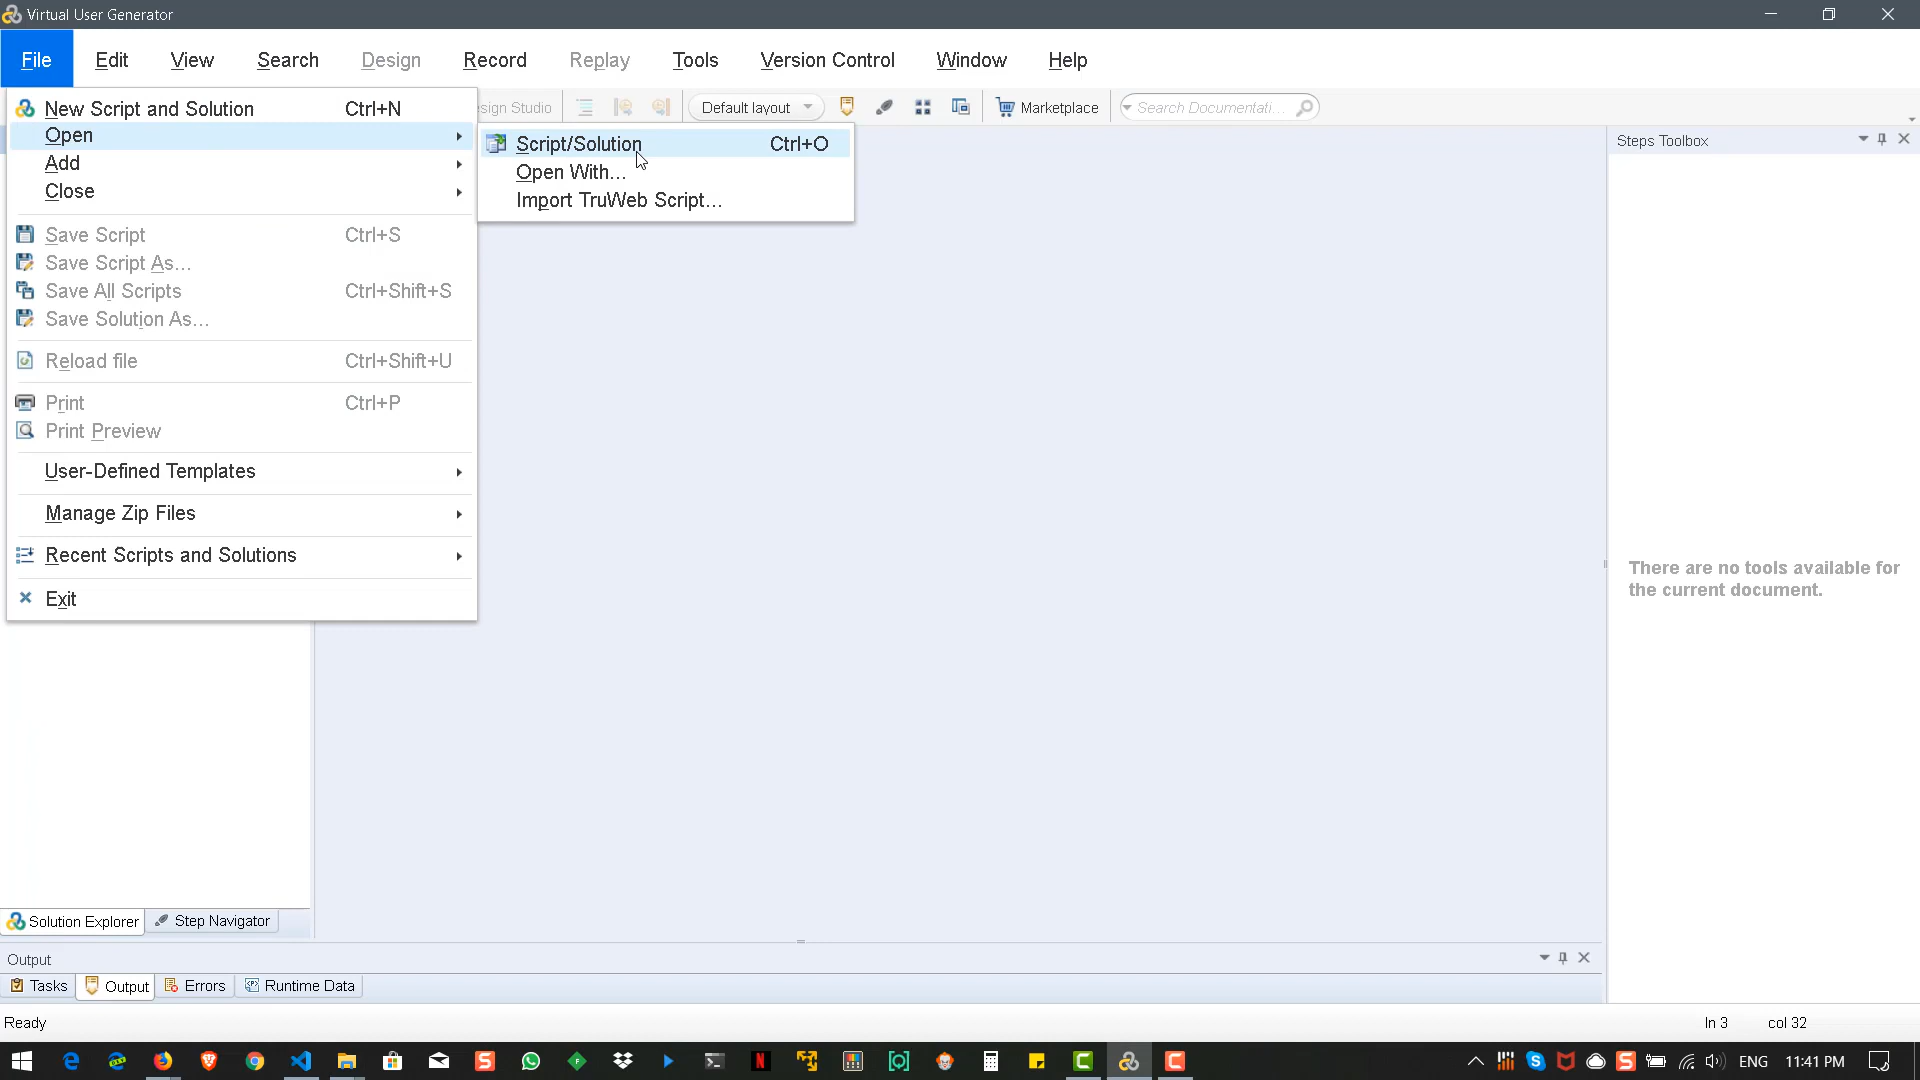 Virtual User Generator
File Edit View Search Design Record Replay Tools Version Control Window Help
New Script and Solution Ctrl+N
sign Studio Default layout Marketplace Search Documentati...
Open
Script/Solution Ctrl+O
Steps Toolbox
Add
Open With...
Close
Import TruWeb Script...
Save Script Ctrl+S
Save Script As...
Save All Scripts Ctrl+Shift+S
Save Solution As...
Reload file Ctrl+Shift+U
Print Ctrl+P
Print Preview
User-Defined Templates
Manage Zip Files
Recent Scripts and Solutions
Exit
There are no tools available for
the current document.
Solution Explorer Step Navigator
Output
Tasks Output Errors Runtime Data
Ready ln 3 col 32
ENG 11:41 PM